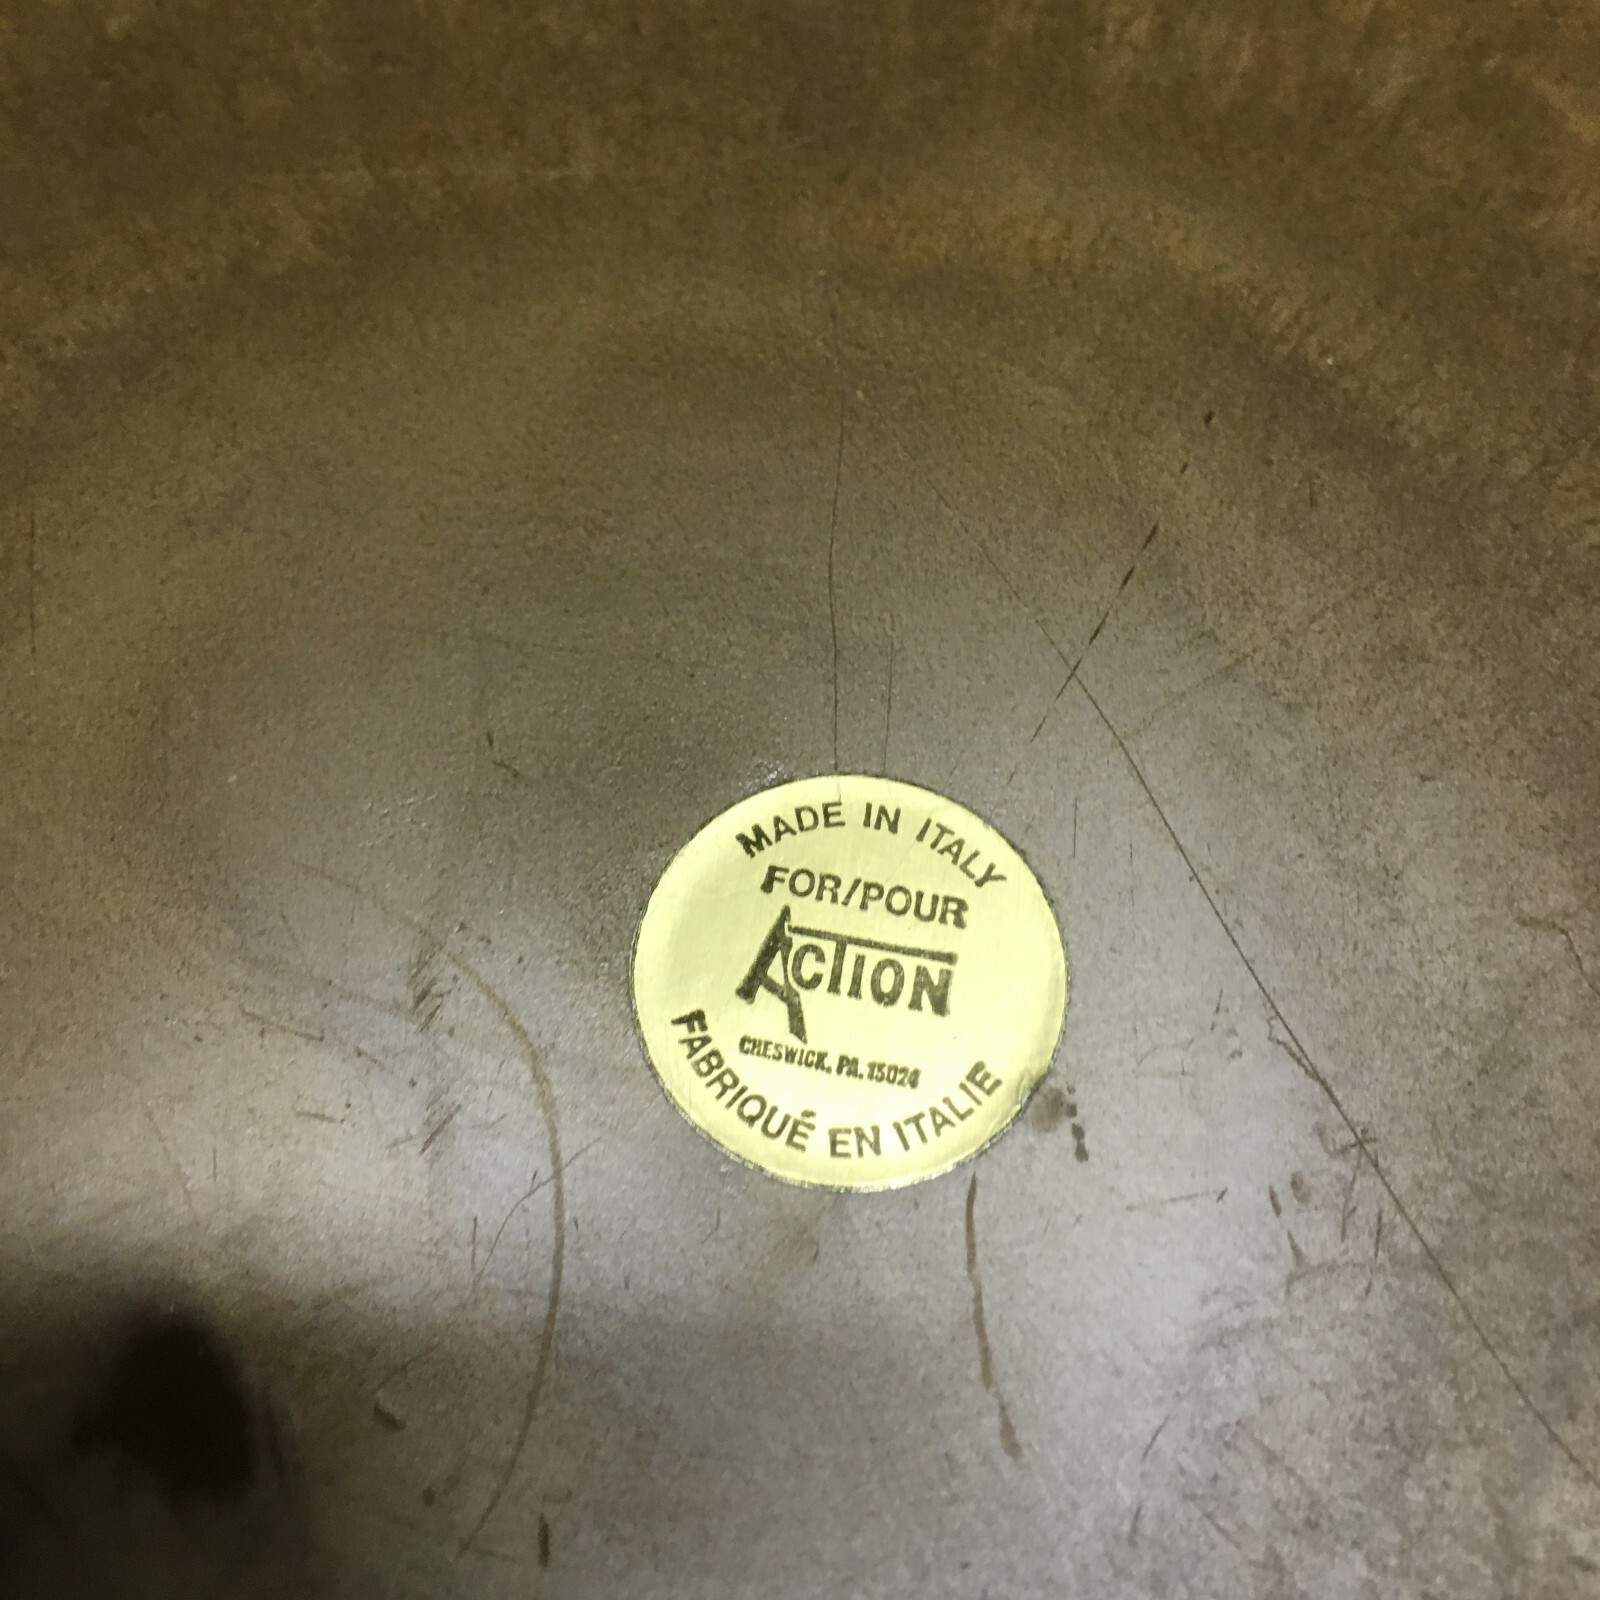 MADE IN ITALY
FOR/POUR
ACTION
CHESWICK, PA. 15024
FABRIQUÉ EN ITALIE